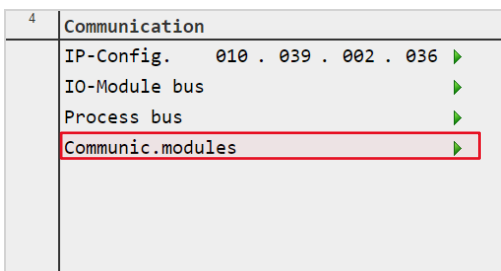 4
Communication
IP-Config. 010 . 039 . 002 . 036
IO-Module bus
Process bus
Communic.modules